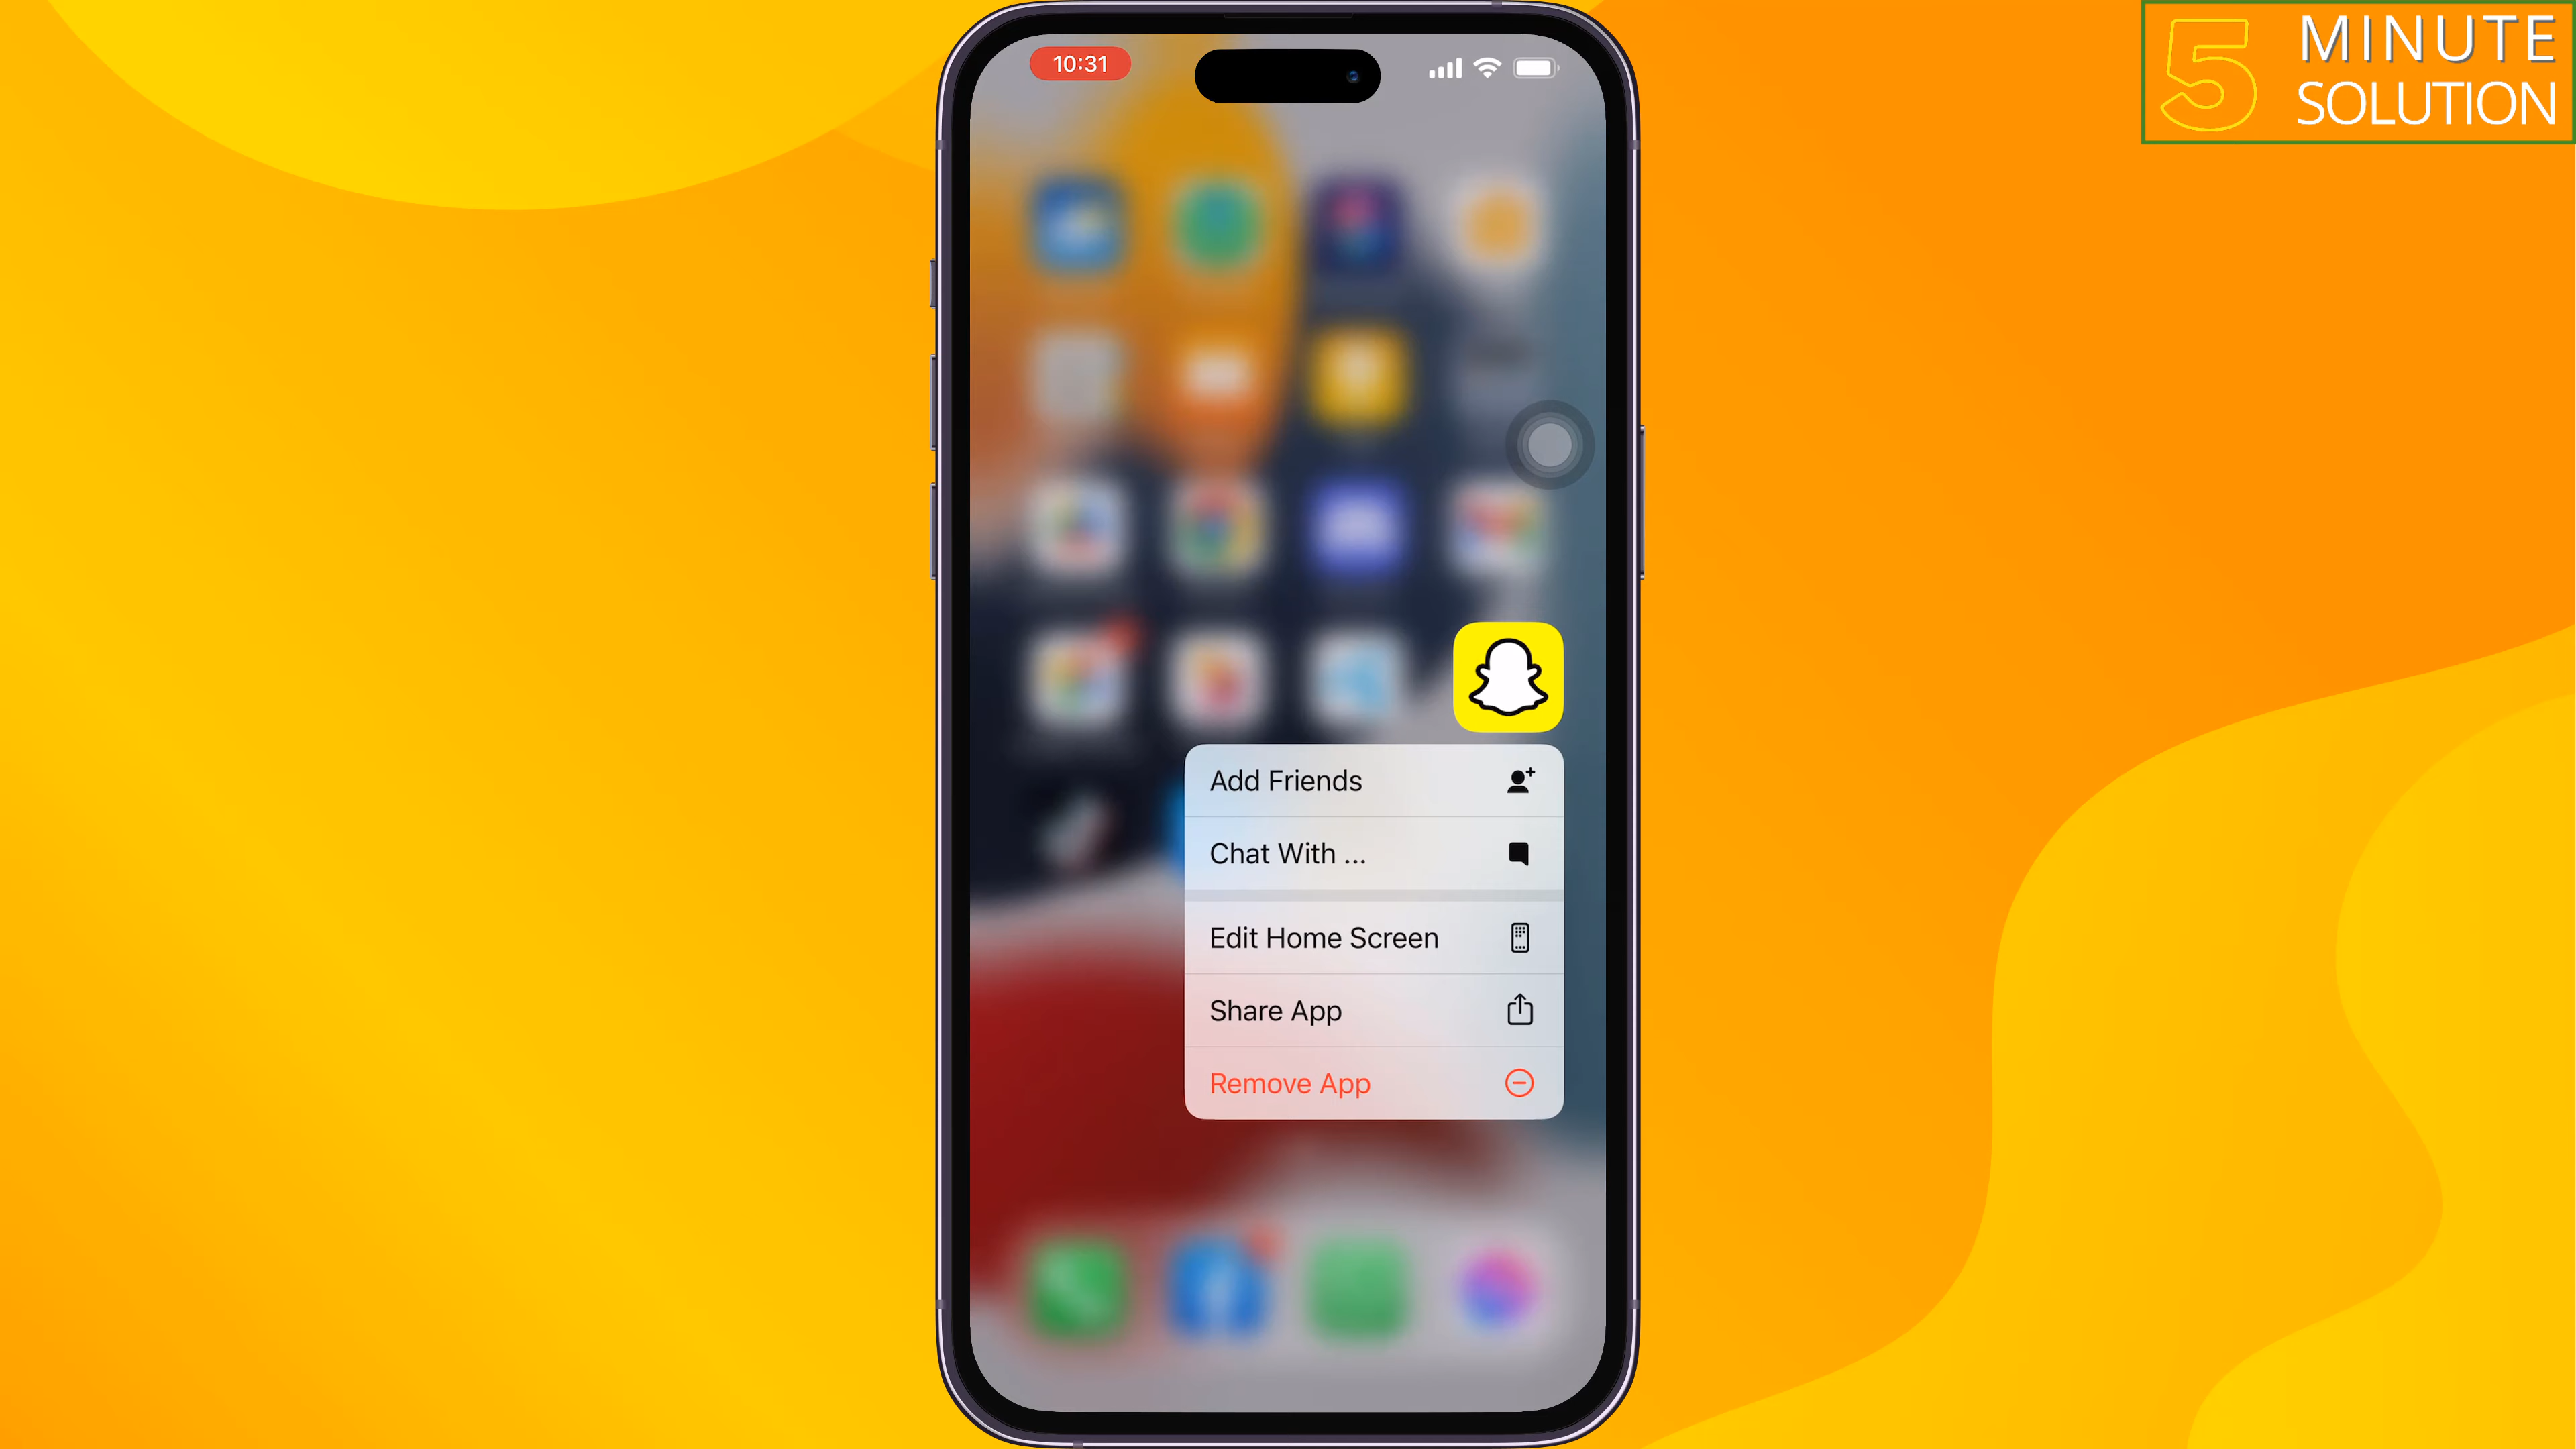 5 MINUTE
SOLUTION
10:31
Add Friends
Chat With ...
Edit Home Screen
Share App
Remove App